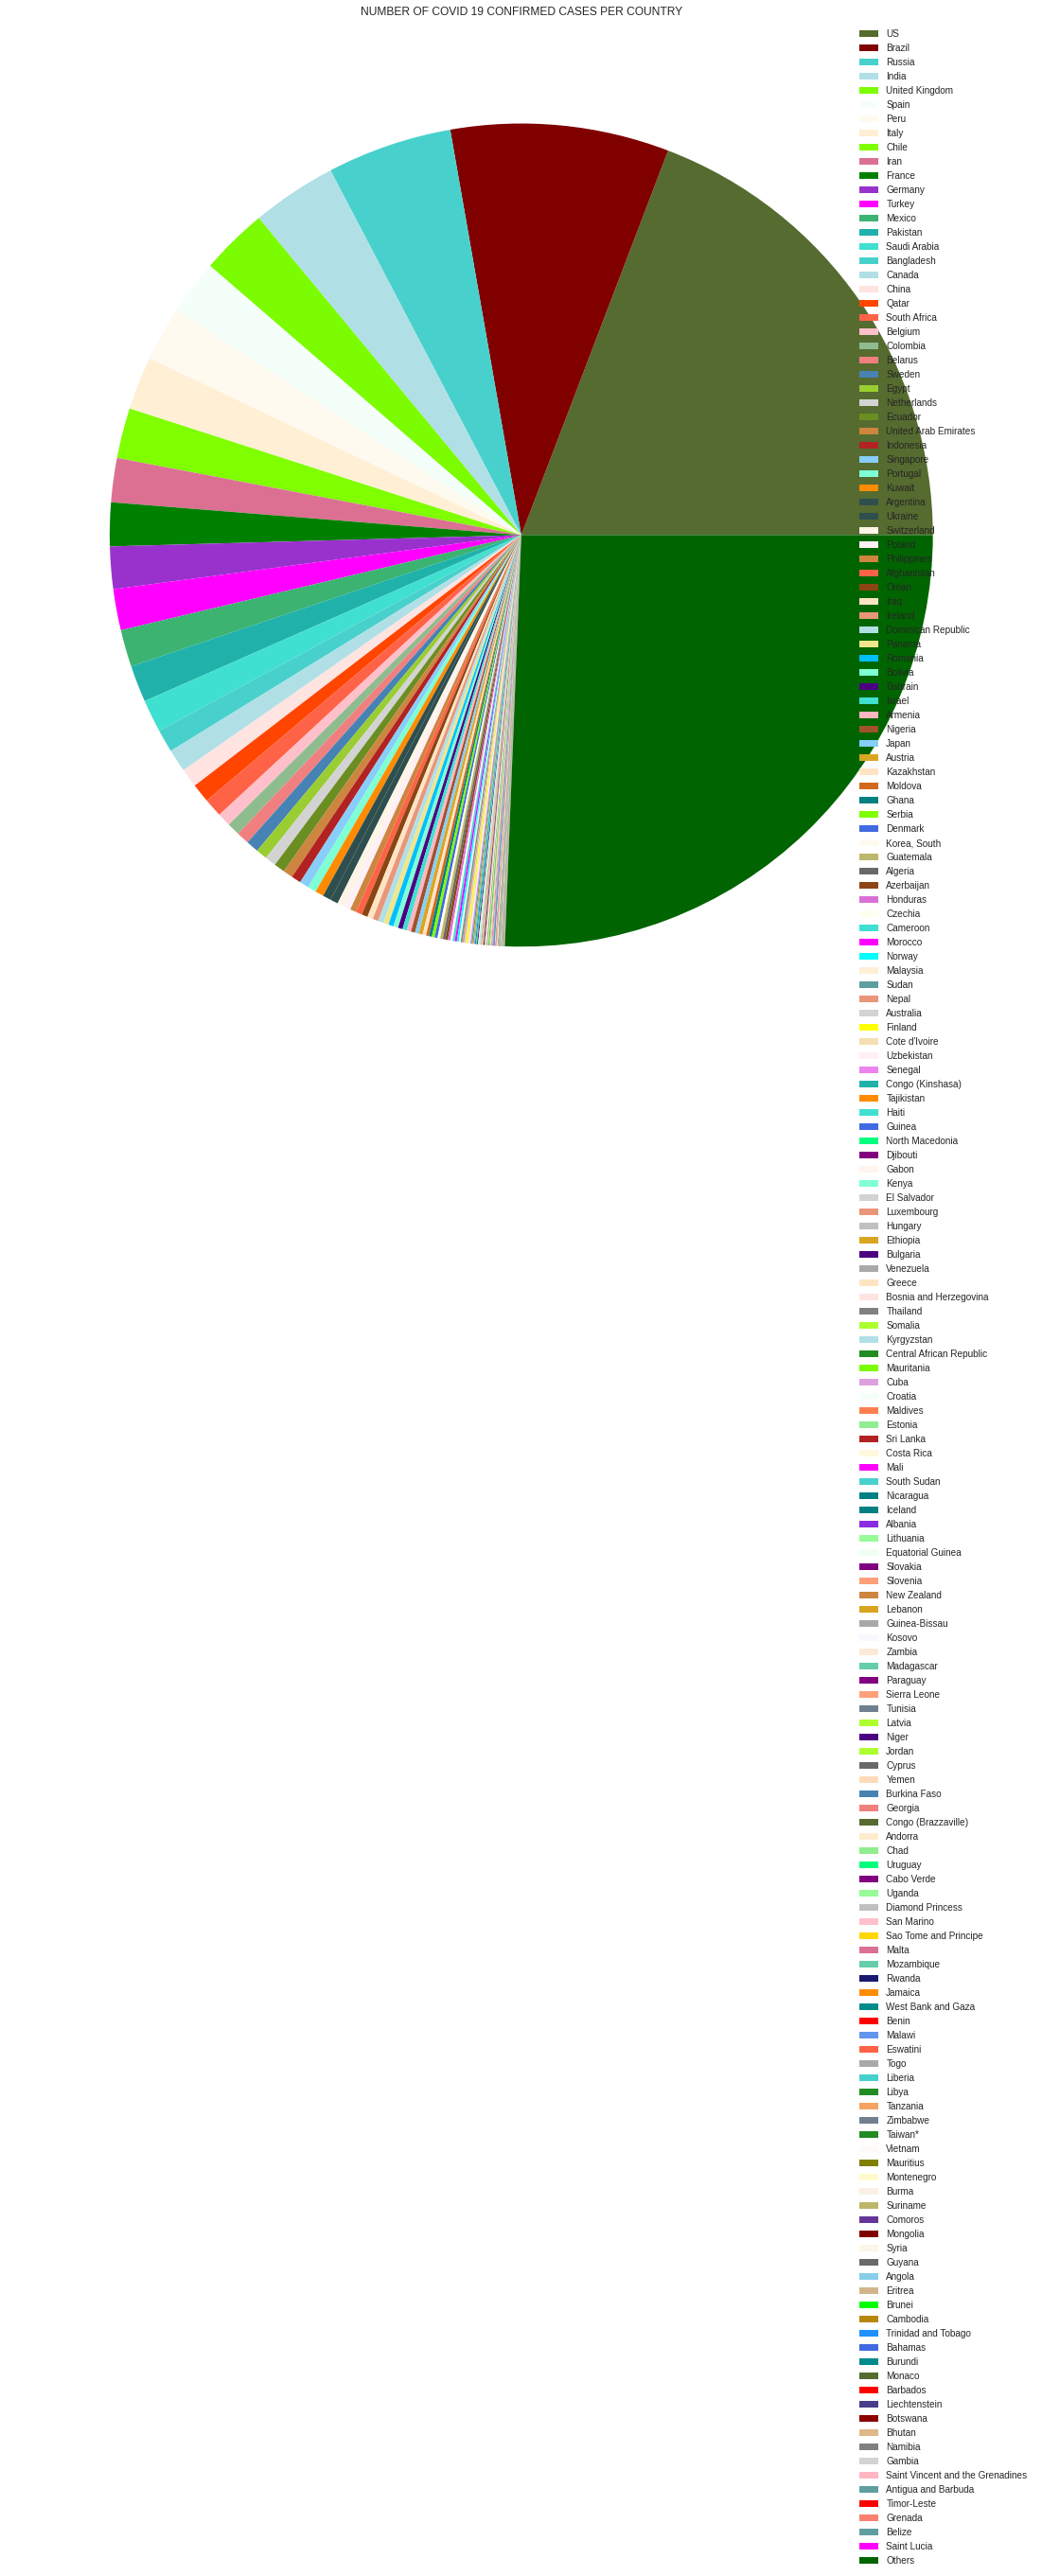 NUMBER OF COVID 19 CONFIRMED CASES PER COUNTRY
US
Brazil
Russia
India
United Kingdom
Spain
Peru
Italy
Chile
Iran
France
Germany
Turkey
Mexico
Pakistan
Saudi Arabia
Bangladesh
Canada
China
Qatar
South Africa
Belgium
Colombia
Belarus
Sweden
Egypt
Netherlands
Ecuador
United Arab Emirates
Indonesia
Singapore
Portugal
Kuwait
Argentina
Ukraine
Switzerland
Poland
Philippines
Afghanistan
Oman
Iraq
Ireland
Dominican Republic
Panama
Romania
Bolivia
Bahrain
Israel
Armenia
Nigeria
Japan
Austria
Kazakhstan
Moldova
Ghana
Serbia
Denmark
Korea, South
Guatemala
Algeria
Azerbaijan
Honduras
Czechia
Cameroon
Morocco
Norway
Malaysia
Sudan
Nepal
Australia
Finland
Cote d'Ivoire
Uzbekistan
Senegal
Congo (Kinshasa)
Tajikistan
Haiti
Guinea
North Macedonia
Djibouti
Gabon
Kenya
El Salvador
Luxembourg
Hungary
Ethiopia
Bulgaria
Venezuela
Greece
Bosnia and Herzegovina
Thailand
Somalia
Kyrgyzstan
Central African Republic
Mauritania
Cuba
Croatia
Maldives
Estonia
Sri Lanka
Costa Rica
Mali
South Sudan
Nicaragua
Iceland
Albania
Lithuania
Equatorial Guinea
Slovakia
Slovenia
New Zealand
Lebanon
Guinea-Bissau
Kosovo
Zambia
Madagascar
Paraguay
Sierra Leone
Tunisia
Latvia
Niger
Jordan
Cyprus
Yemen
Burkina Faso
Georgia
Congo (Brazzaville)
Andorra
Chad
Uruguay
Cabo Verde
Uganda
Diamond Princess
San Marino
Sao Tome and Principe
Malta
Mozambique
Rwanda
Jamaica
West Bank and Gaza
Benin
Malawi
Eswatini
Togo
Liberia
Libya
Tanzania
Zimbabwe
Taiwan*
Vietnam
Mauritius
Montenegro
Burma
Suriname
Comoros
Mongolia
Syria
Guyana
Angola
Eritrea
Brunei
Cambodia
Trinidad and Tobago
Bahamas
Burundi
Monaco
Barbados
Liechtenstein
Botswana
Bhutan
Namibia
Gambia
Saint Vincent and the Grenadines
Antigua and Barbuda
Timor-Leste
Grenada
Belize
Saint Lucia
Others